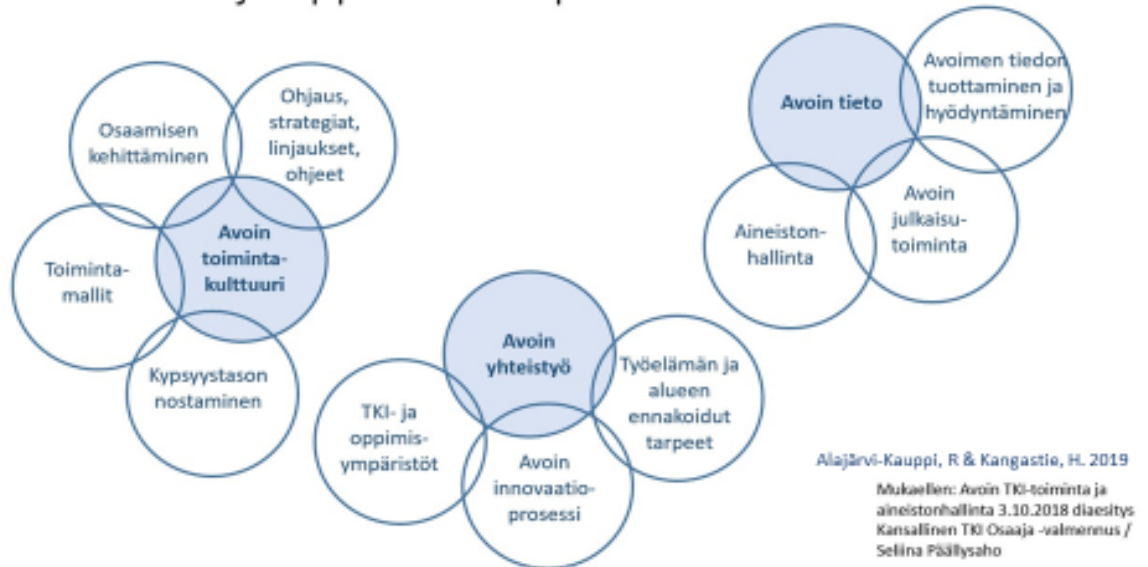 Osaamisen
kehittäminen
Ohjaus,
strategiat,
linjaukset,
ohjeet
Avoin
toiminta-
kulttuuri
Toiminta-
mallit
Kypsyystason
nostaminen
Avoin
yhteistyö
TKI- ja
oppimis-
ympäristöt
Avoin
innovaatio-
prosessi
Työelämän ja
alueen
ennakoidut
tarpeet
Avoin tieto
Avoimen tiedon
tuottaminen ja
hyödyntäminen
Aineiston-
hallinta
Avoin
julkaisu-
toiminta
Alajärvi-Kauppi, R & Kangastie, H. 2019
Mukaellen: Avoin TKI-toiminta ja
aineistonhallinta 3.10.2018 diaesitys
Kansallinen TKI Osaaja -valmennus /
Seliina Päällysaho